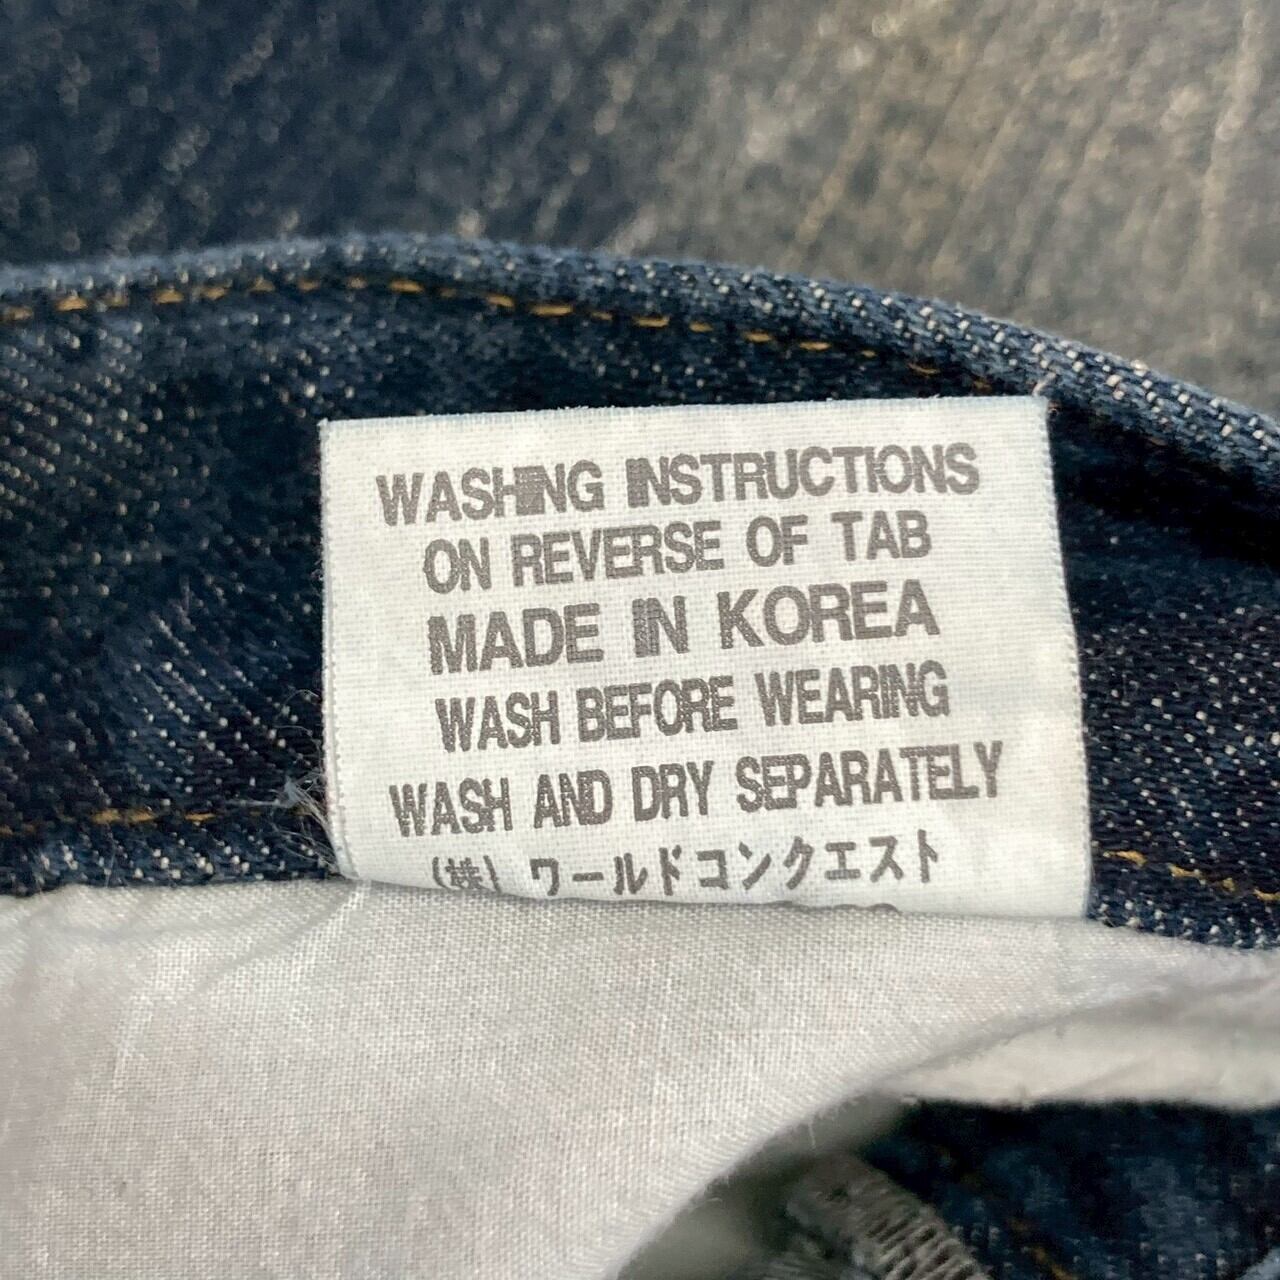 WASHING INSTRUCTIONS
ON REVERSE OF TAB
MADE IN KOREA
WASH BEFORE WEARING
WASH AND DRY SEPARATELY
(株) ワールドコンクエスト